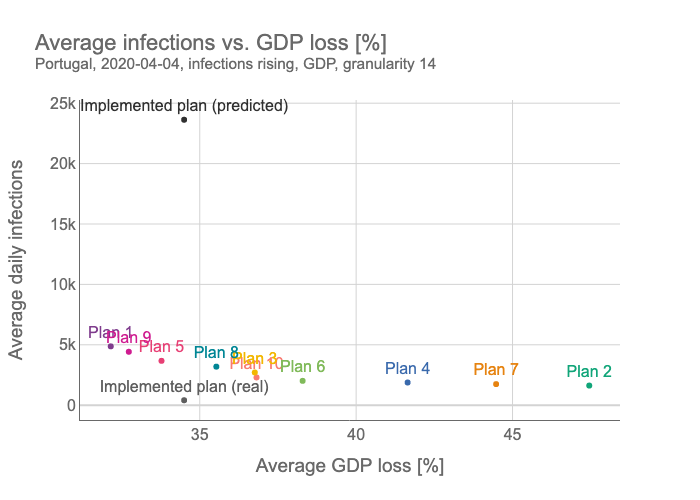 Average infections vs. GDP loss [%]
Portugal, 2020-04-04, infections rising, GDP, granularity 14
25k
Implemented plan (predicted)
20k
15k
10k
5k
0
Average daily infections
Plan 1
Plan 9
Plan 5
Plan 8
Plan 3
Plan 10
Plan 6
Plan 4
Plan 7
Plan 2
Implemented plan (real)
35
40
45
Average GDP loss [%]